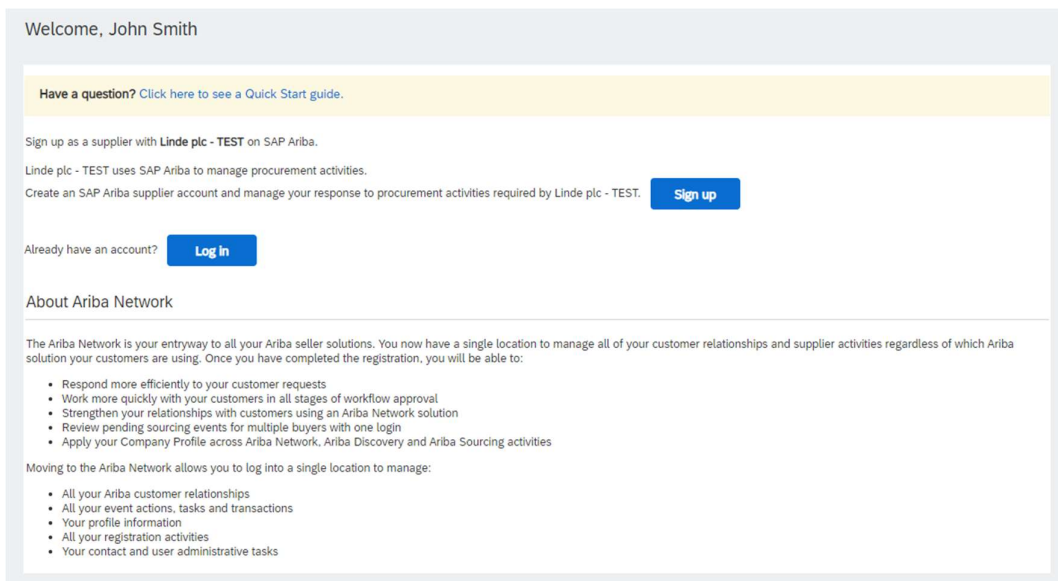 Welcome, John Smith
Have a question? Click here to see a Quick Start guide.
Sign up as a supplier with Linde plc - TEST on SAP Ariba.
Linde plc - TEST uses SAP Ariba to manage procurement activities.
Create an SAP Ariba supplier account and manage your response to procurement activities required by Linde plc - TEST. Sign up
Already have an account? Log in
About Ariba Network
The Ariba Network is your entryway to all your Ariba seller solutions. You now have a single location to manage all of your customer relationships and supplier activities regardless of which Ariba
solution your customers are using. Once you have completed the registration, you will be able to:
• Respond more efficiently to your customer requests
• Work more quickly with your customers in all stages of workflow approval
• Strengthen your relationships with customers using an Ariba Network solution
• Review pending sourcing events for multiple buyers with one login
• Apply your Company Profile across Ariba Network, Ariba Discovery and Ariba Sourcing activities
Moving to the Ariba Network allows you to log into a single location to manage:
• All your Ariba customer relationships
• All your event actions, tasks and transactions
• Your profile information
• All your registration activities
• Your contact and user administrative tasks